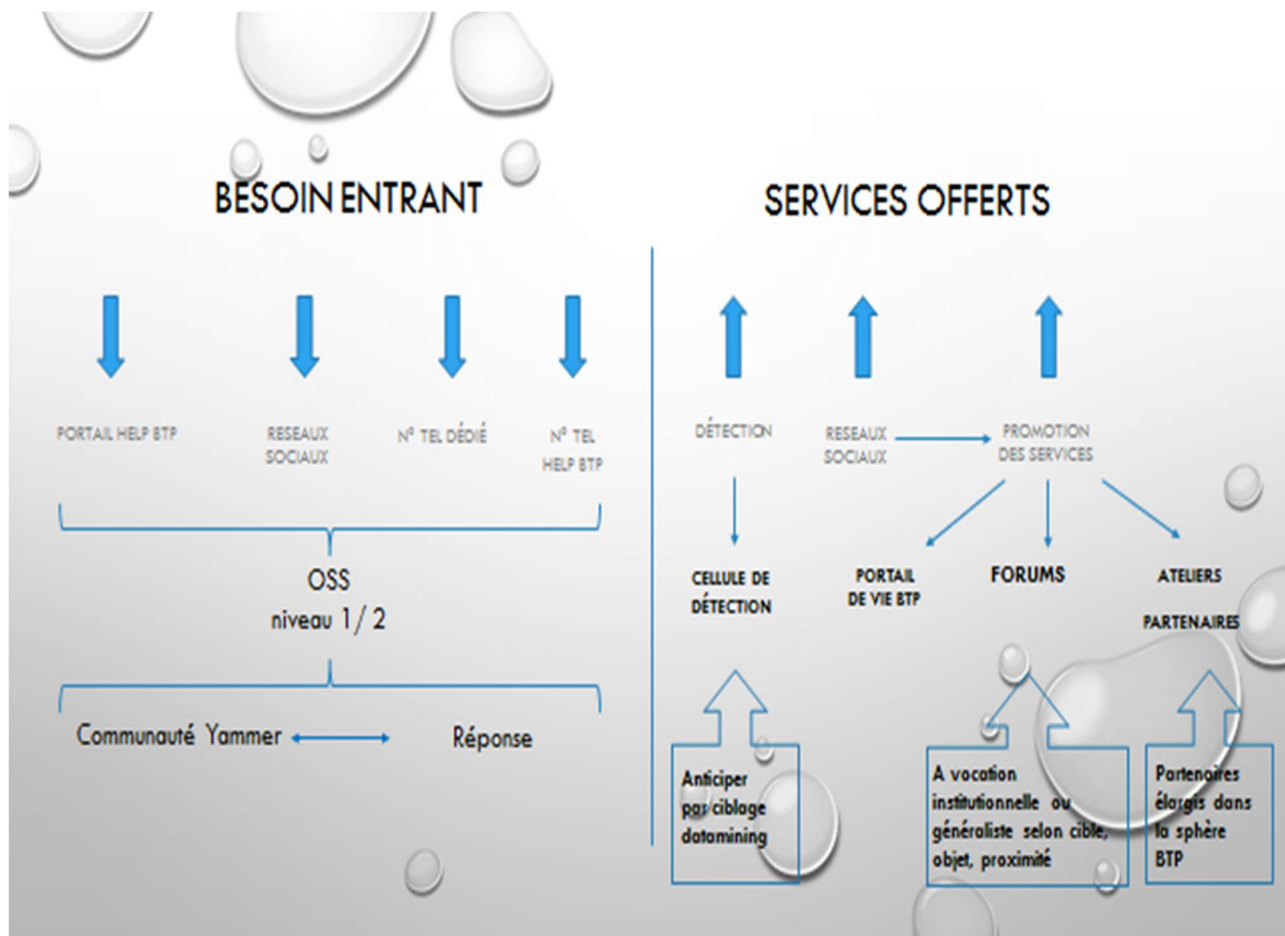 BESOIN ENTRANT
SERVICES OFFERTS
PORTAIL HELP BTP
RESEAUX
SOCIAUX
N° TEL DÉDIÉ
N° TEL
HELP BTP
DÉTECTION
RESEAUX
SOCIAUX
PROMOTION
DES SERVICES
OSS
niveau 1/ 2
CELLULE DE
DÉTECTION
PORTAIL
DE VIE BTP
FORUMS
ATELIERS
PARTENAIRES
Communauté Yammer
Réponse
Anticiper
par ciblage
datamining
A vocation
institutionnelle ou
généraliste selon cible,
objet, proximité
Partenaires
élargis dans
la sphère
BTP